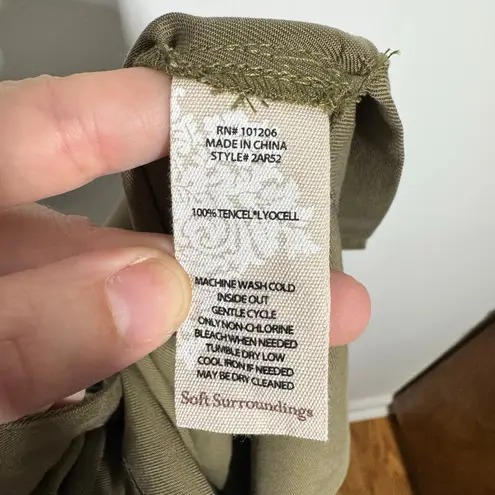 RN# 101206
MADE IN CHINA
STYLE# 2AR52
100% TENCEL*LYOCELL
MACHINE WASH COLD
INSIDE OUT
GENTLE CYCLE
ONLY NON-CHLORINE
BLEACH WHEN NEEDED
TUMBLE DRY LOW
COOL IRON IF NEEDED
MAY BE DRY CLEANED
Soft Surroundings